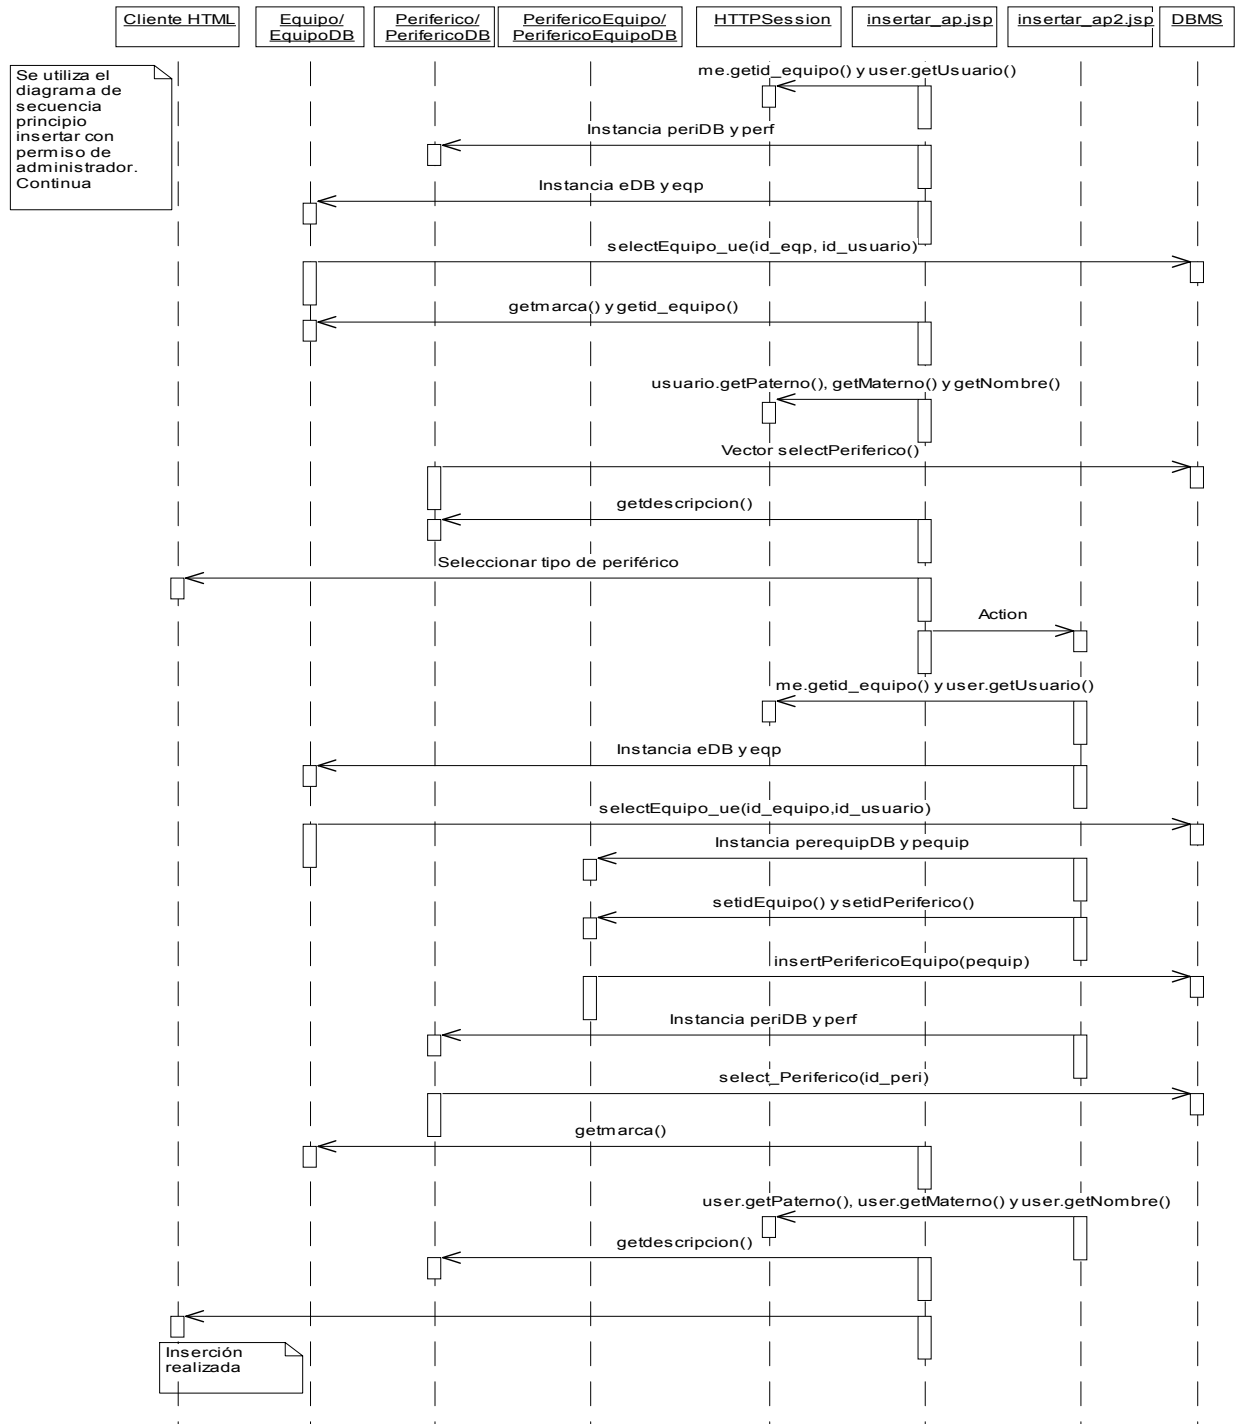 Cliente HTML
Equipo/
EquipoDB
Periferico/
PerifericoDB
PerifericoEquipo/
PerifericoEquipoDB
HTTPSession
insertar_ap.jsp
insertar_ap2.jsp
DBMS
Se utiliza el
diagrama de
secuencia
principio
insertar con
permiso de
administrador.
Continua
me.getid_equipo() y user.getUsuario()
Instancia periDB y perf
Instancia eDB y eqp
selectEquipo_ue(id_eqp, id_usuario)
getmarca() y getid_equipo()
usuario.getPaterno(), getMaterno() y getNombre()
Vector selectPeriferico()
getdescripcion()
Seleccionar tipo de periférico
Action
me.getid_equipo() y user.getUsuario()
Instancia eDB y eqp
selectEquipo_ue(id_equipo,id_usuario)
Instancia perequipDB y pequip
setidEquipo() y setidPeriferico()
insertPerifericoEquipo(pequip)
Instancia periDB y perf
select_Periferico(id_peri)
getmarca()
user.getPaterno(), user.getMaterno() y user.getNombre()
getdescripcion()
Inserción
realizada